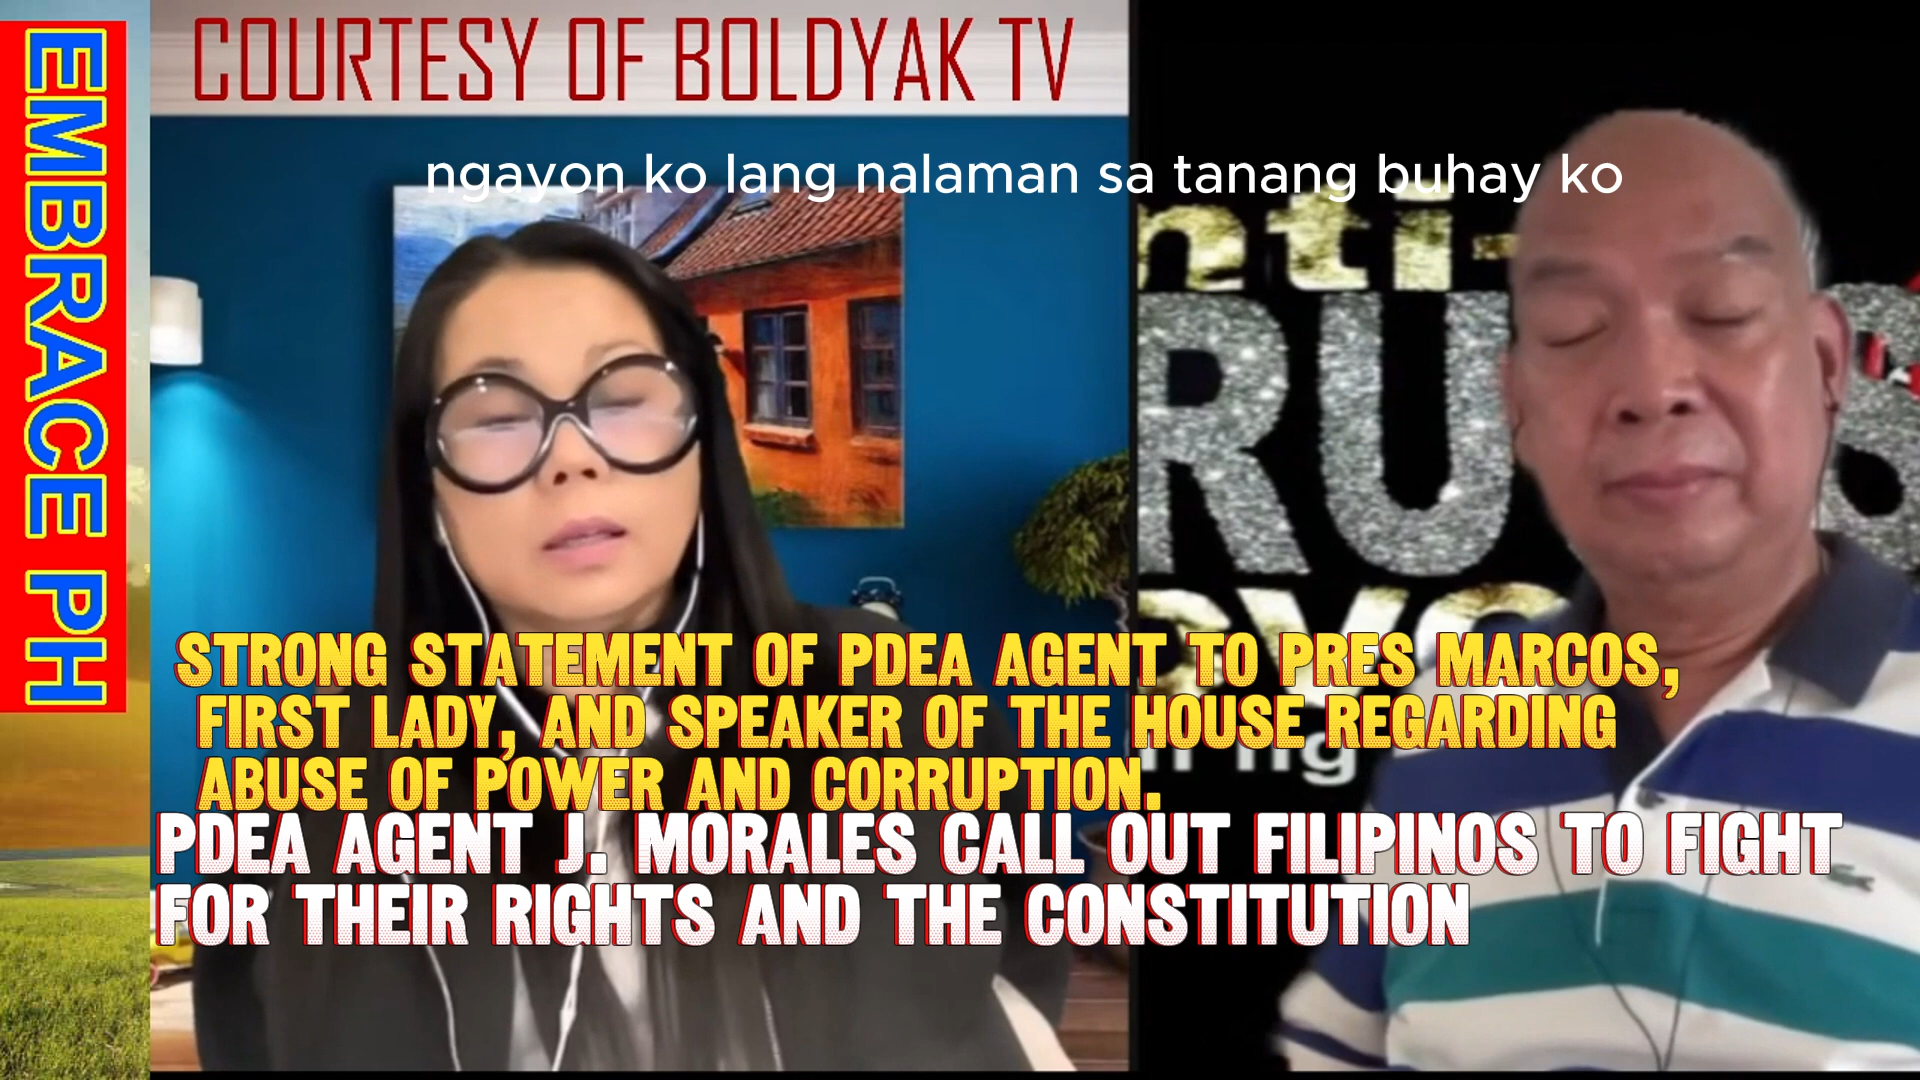 EMBRACE PH
COURTESY OF BOLDYAK TV
ngayon ko lang nalaman sa tanang buhay ko
nti-
RU
STRONG STATEMENT OF PDEA AGENT TO PRES MARCOS,
FIRST LADY, AND SPEAKER OF THE HOUSE REGARDING
ABUSE OF POWER AND CORRUPTION.
PDEA AGENT J. MORALES CALL OUT FILIPINOS TO FIGHT
FOR THEIR RIGHTS AND THE CONSTITUTION